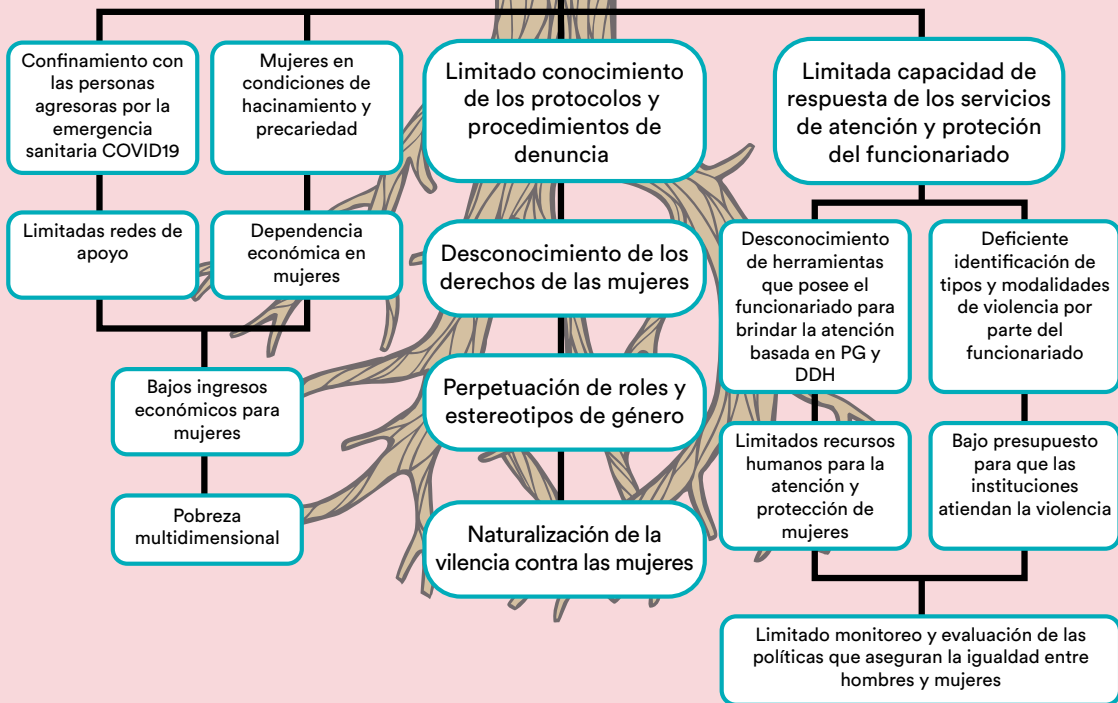 Confinamiento con
las personas
agresoras por la
emergencia
sanitaria COVID19
Mujeres en
condiciones de
hacinamiento y
precariedad
Limitado conocimiento
de los protocolos y
procedimientos de
denuncia
Limitada capacidad de
respuesta de los servicios
de atención y proteción
del funcionariado
Limitadas redes de
apoyo
Dependencia
económica en
mujeres
Desconocimiento de los
derechos de las mujeres
Desconocimiento
de herramientas
que posee el
funcionariado para
brindar la atención
basada en PG y
DDH
Deficiente
identificación de
tipos y modalidades
de violencia por
parte del
funcionariado
Bajos ingresos
económicos para
mujeres
Perpetuación de roles y
estereotipos de género
Limitados recursos
humanos para la
atención y
protección de
mujeres
Bajo presupuesto
para que las
instituciones
atiendan la violencia
Pobreza
multidimensional
Naturalización de la
vilencia contra las mujeres
Limitado monitoreo y evaluación de las
políticas que aseguran la igualdad entre
hombres y mujeres